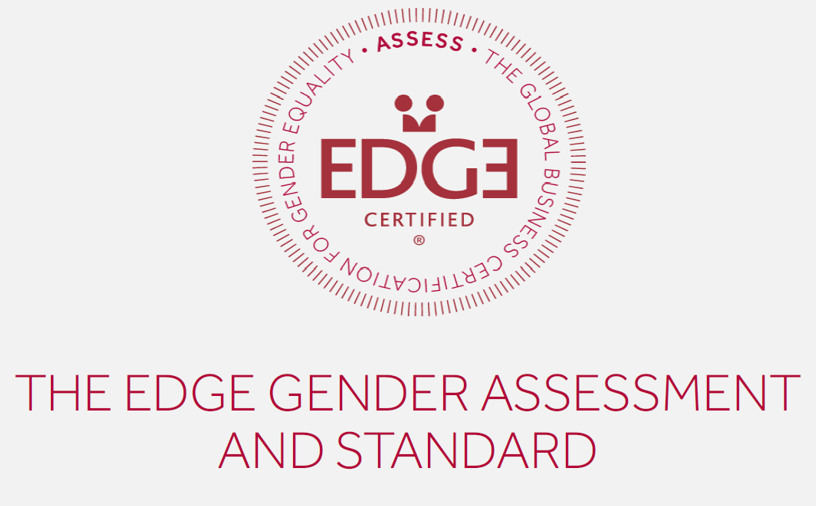 • ASSESS •
THE GLOBAL BUSINESS CERTIFICATION FOR GENDER EQUALITY
EDGE
CERTIFIED
®
THE EDGE GENDER ASSESSMENT
AND STANDARD